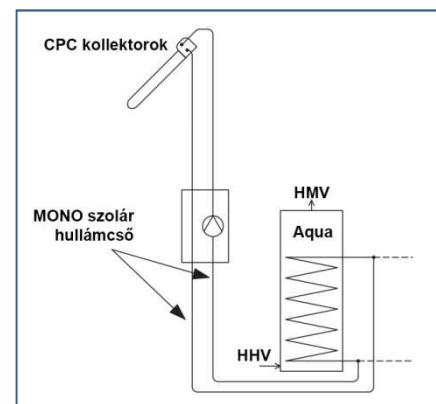 CPC kollektorok
HMV
MONO szolár
hullámcső
Aqua
HHV